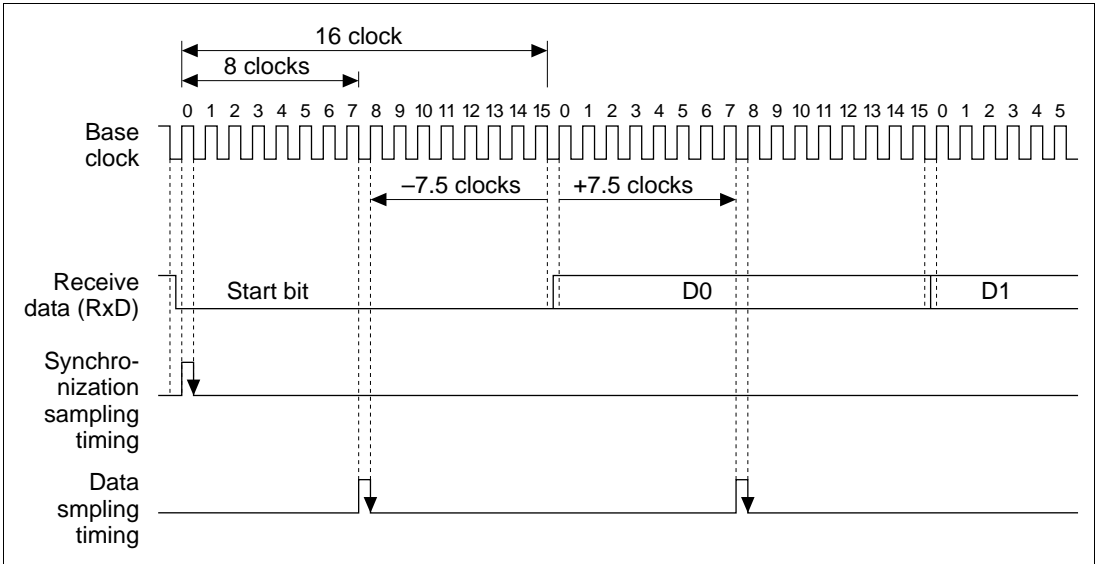 16 clock
8 clocks
0 1 2 3 4 5 6 7 8 9 10 11 12 13 14 15 0 1 2 3 4 5 6 7 8 9 10 11 12 13 14 15 0 1 2 3 4 5
Base
clock
–7.5 clocks +7.5 clocks
Receive
data (RxD)
Start bit D0 D1
Synchro-
nization
sampling
timing
Data
smpling
timing